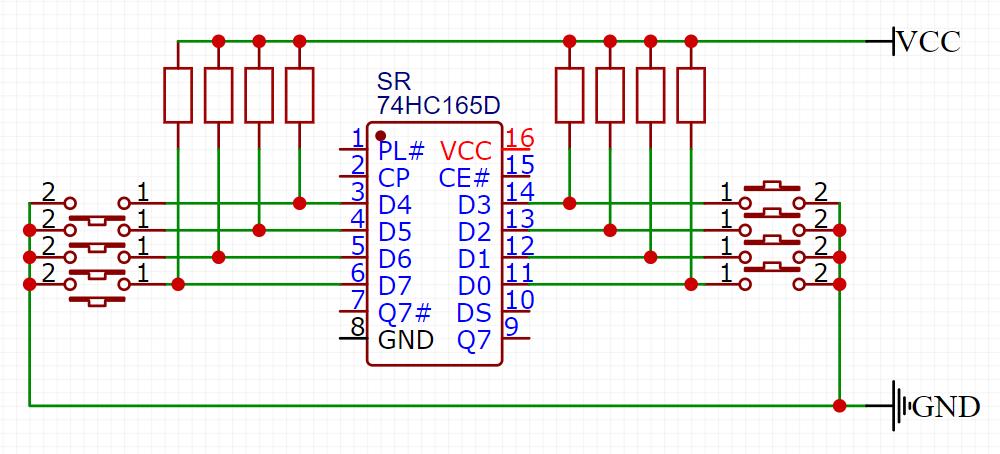 VCC
SR
74HC165D
1 PL# VCC 16
2 CP CE# 15
2 1 3 D4 D3 14 1 2
2 1 4 D5 D2 13 1 2
2 1 5 D6 D1 12 1 2
2 1 6 D7 D0 11 1 2
7 Q7# DS 10
8 GND Q7 9
GND